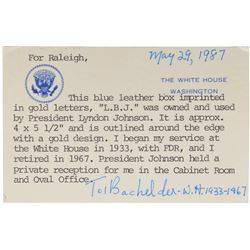 For Raleigh,
May 29, 1987
THE WHITE HOUSE
WASHINGTON
This blue leather box imprinted
in gold letters, "L.B.J." was owned and used
by President Lyndon Johnson. It is approx.
4 x 5 1/2" and is outlined around the edge
with a gold design. I began my service at
the White House in 1933, with FDR, and I
retired in 1967. President Johnson held a
Private reception for me in the Cabinet Room
and Oval Office.
Tol Bachelder - W.H. 1933-1967